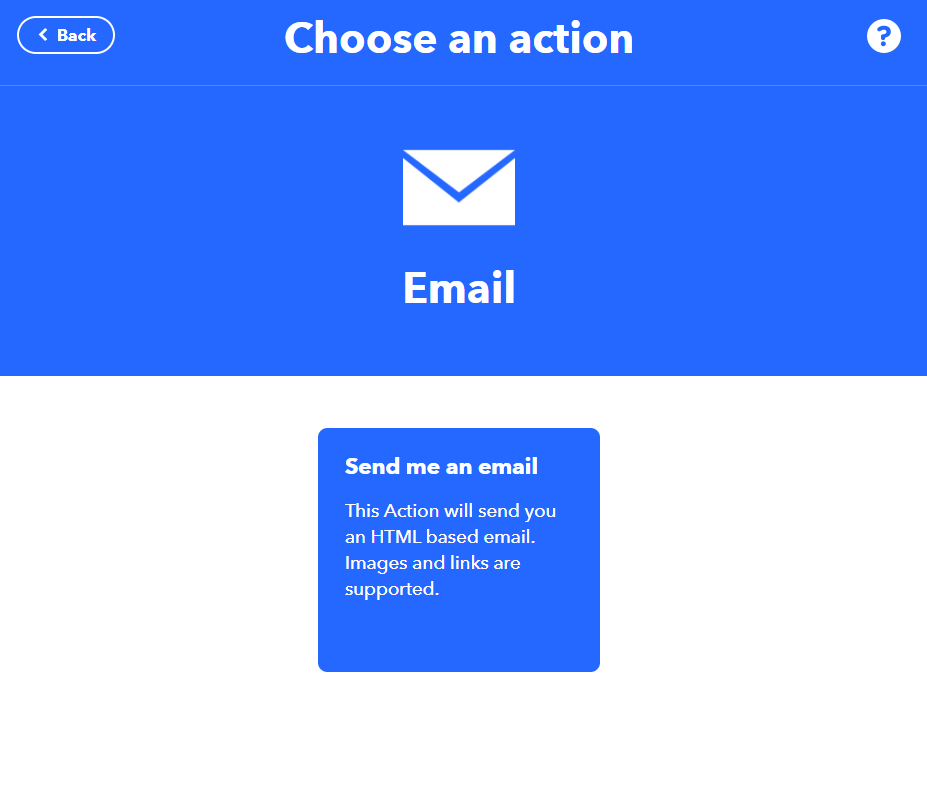 Back
Choose an action
?
Email
Send me an email
This Action will send you
an HTML based email.
Images and links are
supported.